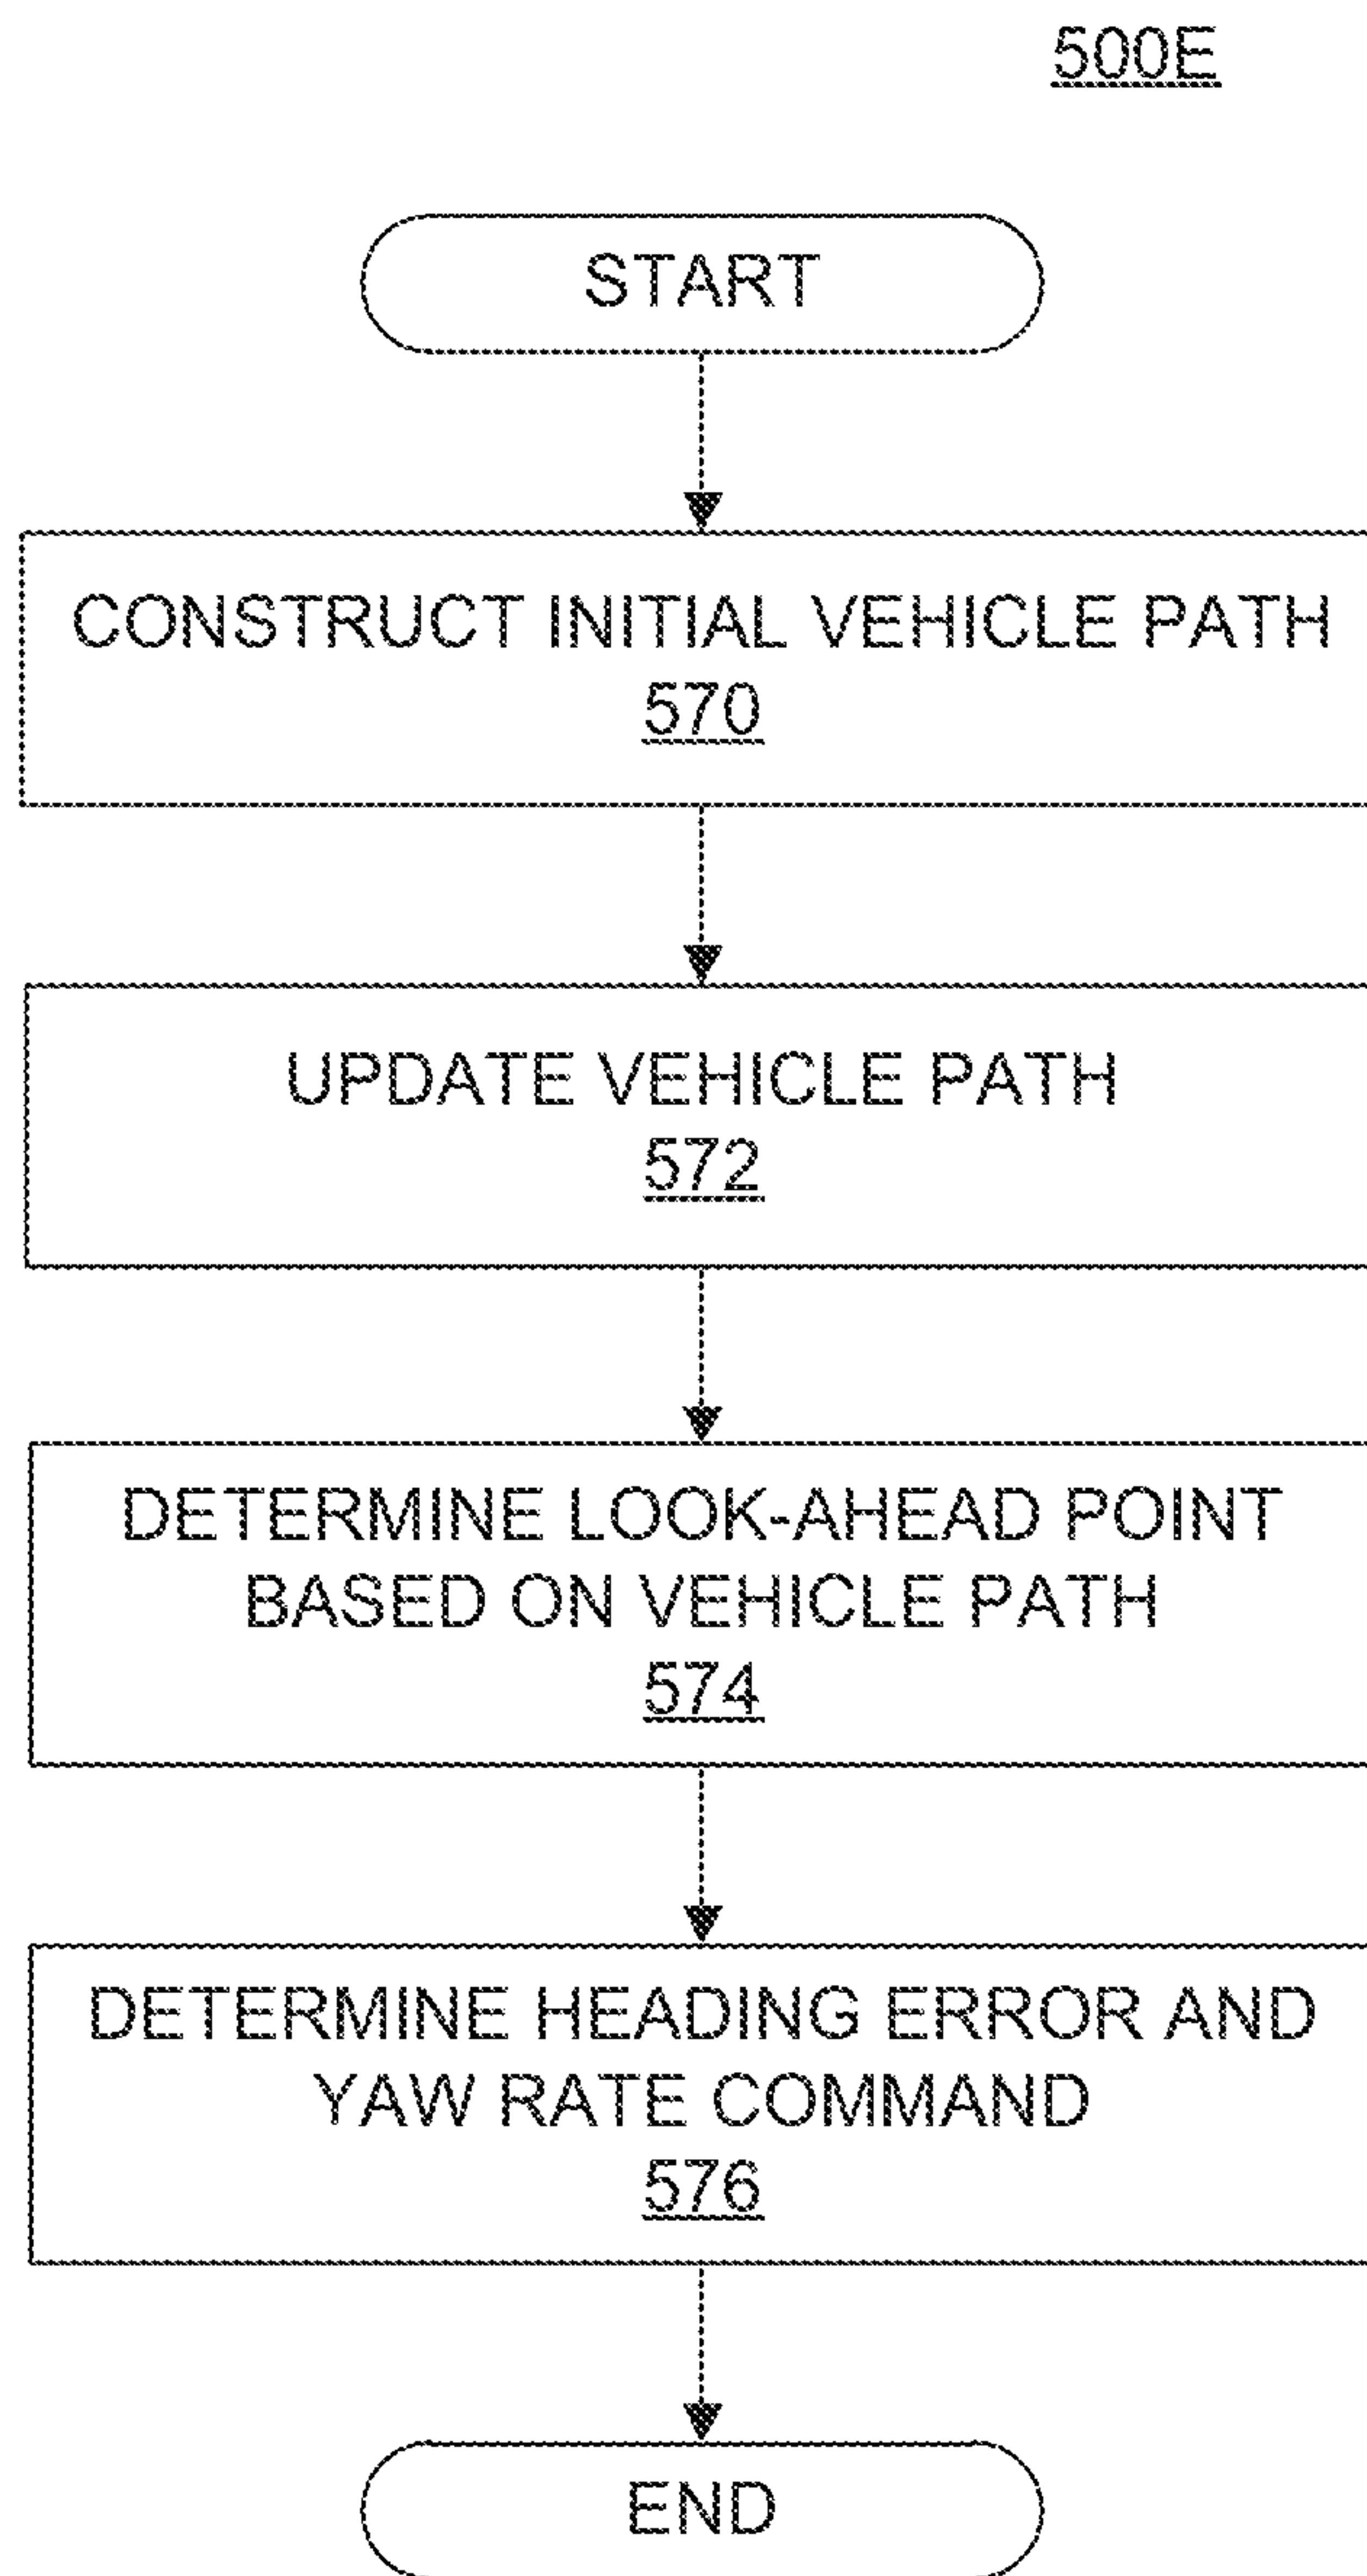 500E
START
CONSTRUCT INITIAL VEHICLE PATH
570
UPDATE VEHICLE PATH
572
DETERMINE LOOK-AHEAD POINT
BASED ON VEHICLE PATH
574
DETERMINE HEADING ERROR AND
YAW RATE COMMAND
576
END